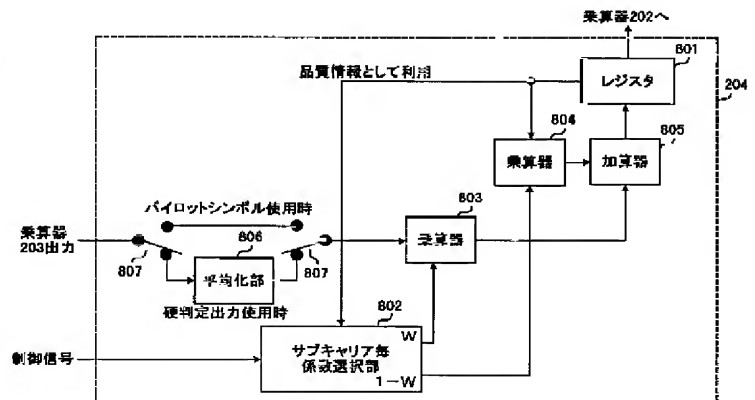 乗算器202へ
801
レジスタ
204
品質情報として利用
804
乗算器
805
加算器
パイロットシンボル使用時
803
乗算器
乗算器
203出力
807
806
平均化部
807
硬判定出力使用時
802
W
サブキャリア毎
係数選択部
1-W
制御信号